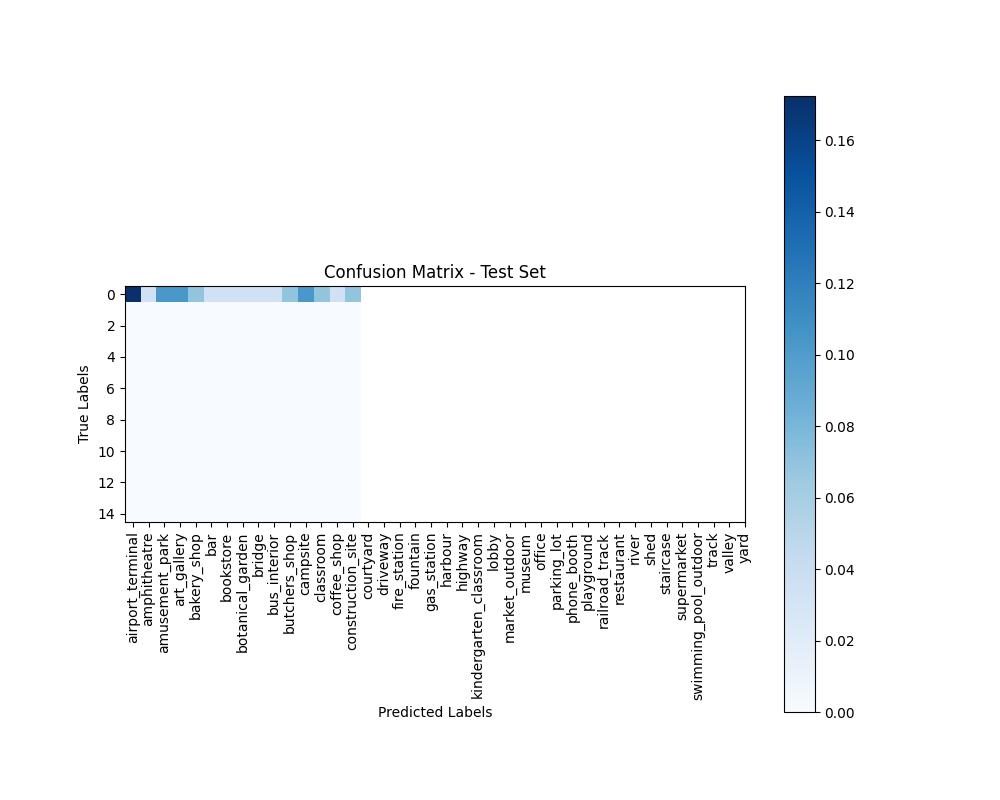 Confusion Matrix - Test Set
True Labels
0
2
4
6
8
10
12
14
airport_terminal
amphitheatre
amusement_park
art_gallery
bakery_shop
bar
bookstore
botanical_garden
bridge
bus_interior
butchers_shop
campsite
classroom
coffee_shop
construction_site
courtyard
driveway
fire_station
fountain
gas_station
harbour
highway
kindergarten_classroom
lobby
market_outdoor
museum
office
parking_lot
phone_booth
playground
railroad_track
restaurant
river
shed
staircase
supermarket
swimming_pool_outdoor
track
valley
yard
Predicted Labels
0.16
0.14
0.12
0.10
0.08
0.06
0.04
0.02
0.00